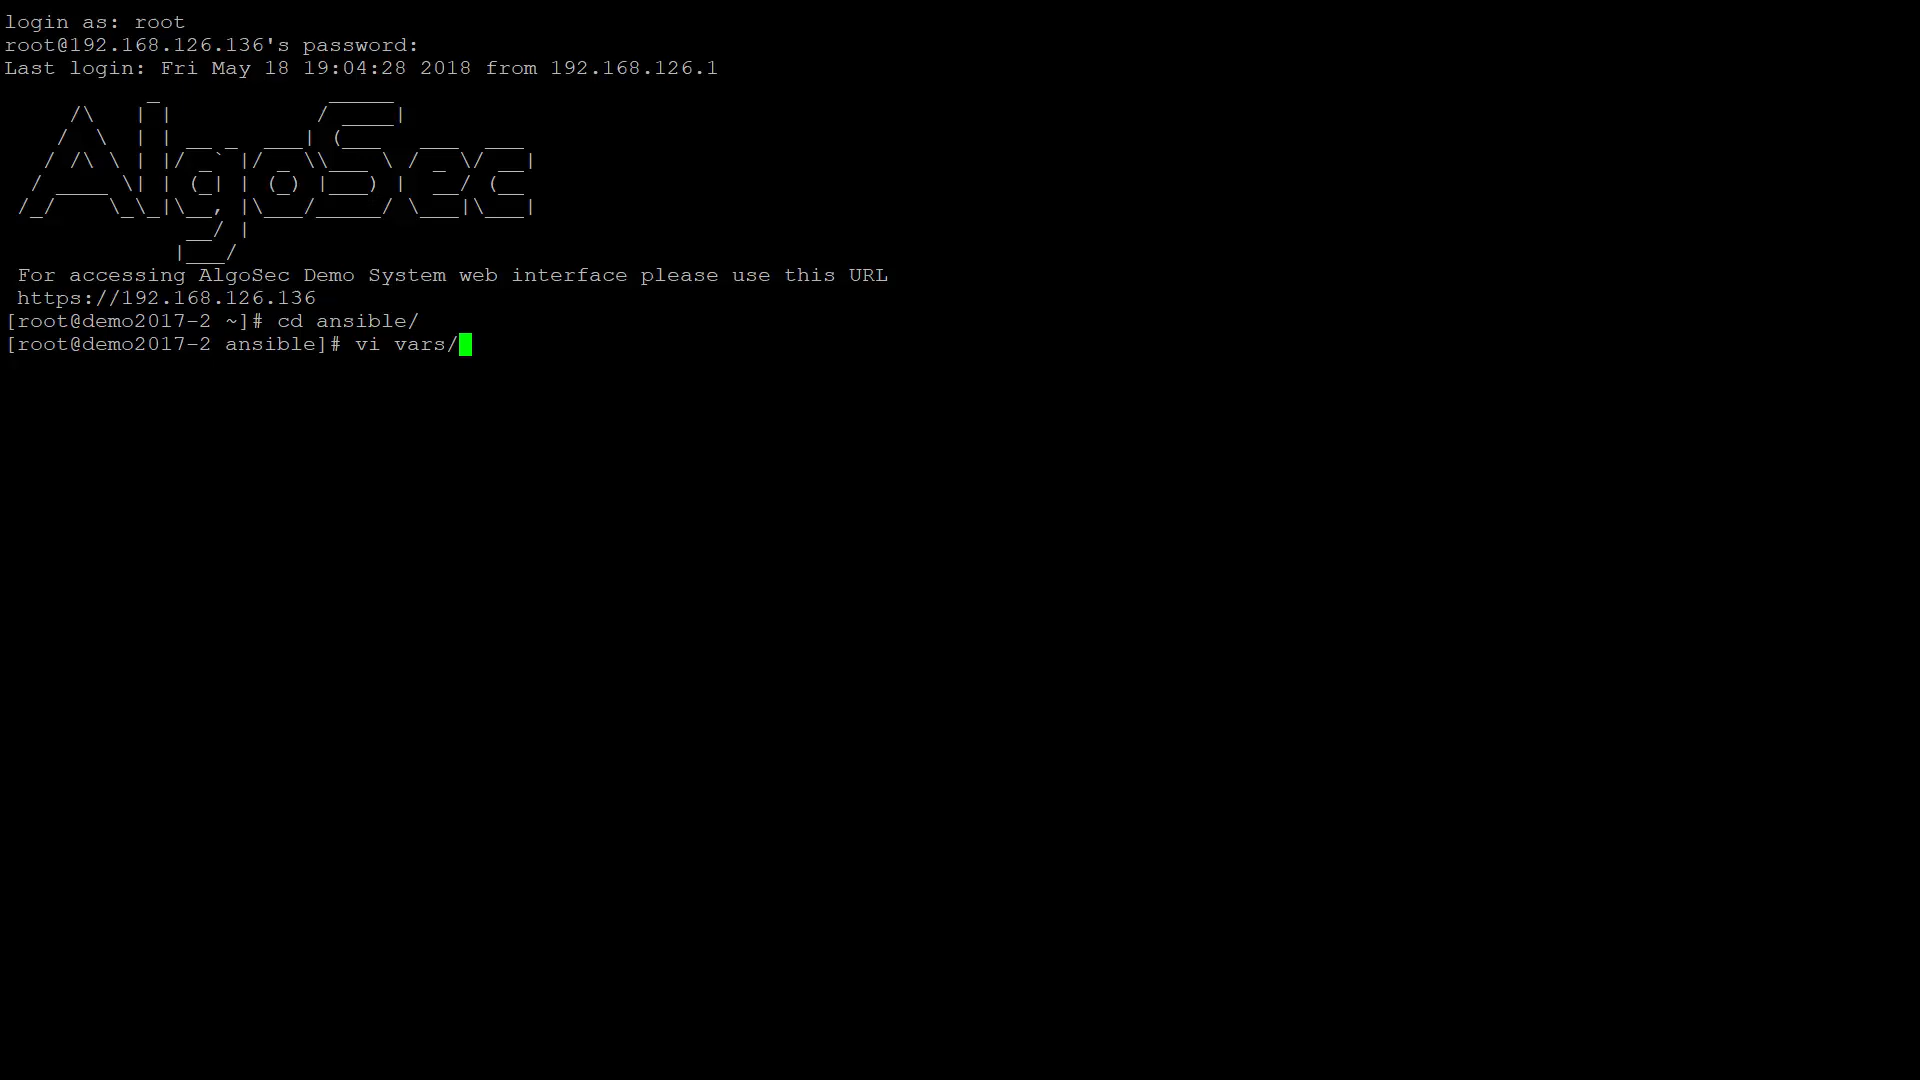 login as: root
root@192.168.126.136's password:
Last login: Fri May 18 19:04:28 2018 from 192.168.126.1
AlgoSec
For accessing AlgoSec Demo System web interface please use this URL
https://192.168.126.136
[root@demo2017-2 ~]# cd ansible/
[root@demo2017-2 ansible]# vi vars/